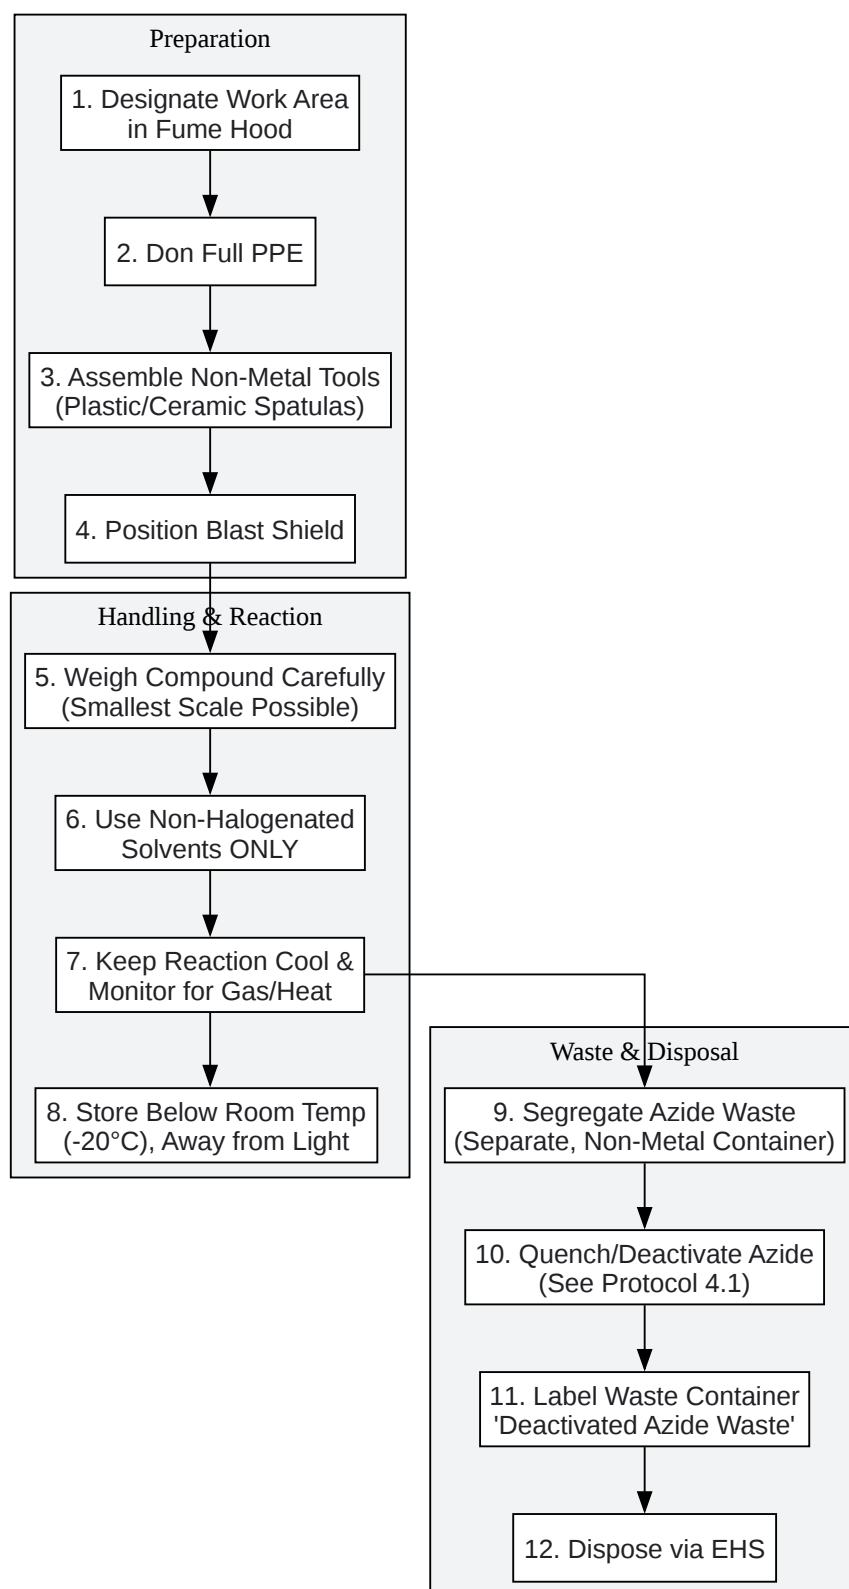 Preparation
1. Designate Work Area
in Fume Hood
2. Don Full PPE
3. Assemble Non-Metal Tools
(Plastic/Ceramic Spatulas)
4. Position Blast Shield
Handling & Reaction
5. Weigh Compound Carefully
(Smallest Scale Possible)
6. Use Non-Halogenated
Solvents ONLY
7. Keep Reaction Cool &
Monitor for Gas/Heat
8. Store Below Room Temp
(-20°C), Away from Light
Waste & Disposal
9. Segregate Azide Waste
(Separate, Non-Metal Container)
10. Quench/Deactivate Azide
(See Protocol 4.1)
11. Label Waste Container
'Deactivated Azide Waste'
12. Dispose via EHS